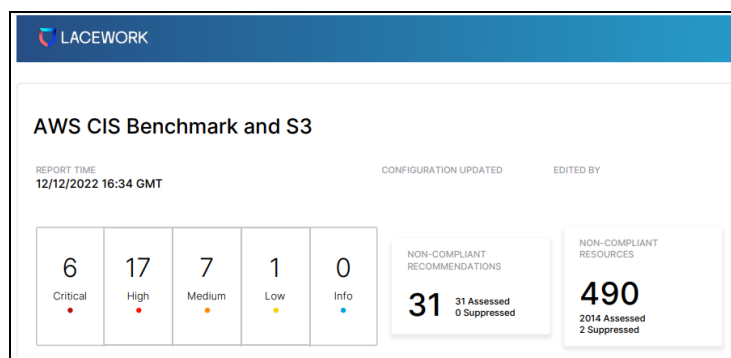 LACEWORK
AWS CIS Benchmark and S3
REPORT TIME
12/12/2022 16:34 GMT
CONFIGURATION UPDATED
EDITED BY
6
Critical
17
High
7
Medium
1
Low
0
Info
NON-COMPLIANT
RECOMMENDATIONS
31
31 Assessed
0 Suppressed
NON-COMPLIANT
RESOURCES
490
2014 Assessed
2 Suppressed